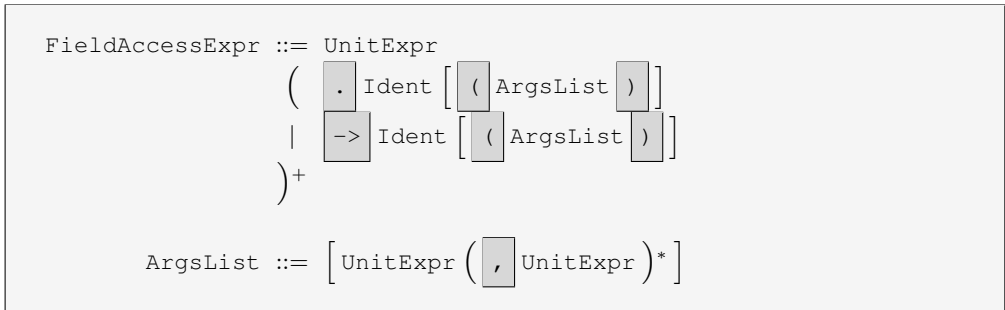 FieldAccessExpr ::= UnitExpr
( . Ident [ ( ArgsList ) ]
| -> Ident [ ( ArgsList ) ]
)+
ArgsList ::= [ UnitExpr ( , UnitExpr )* ]